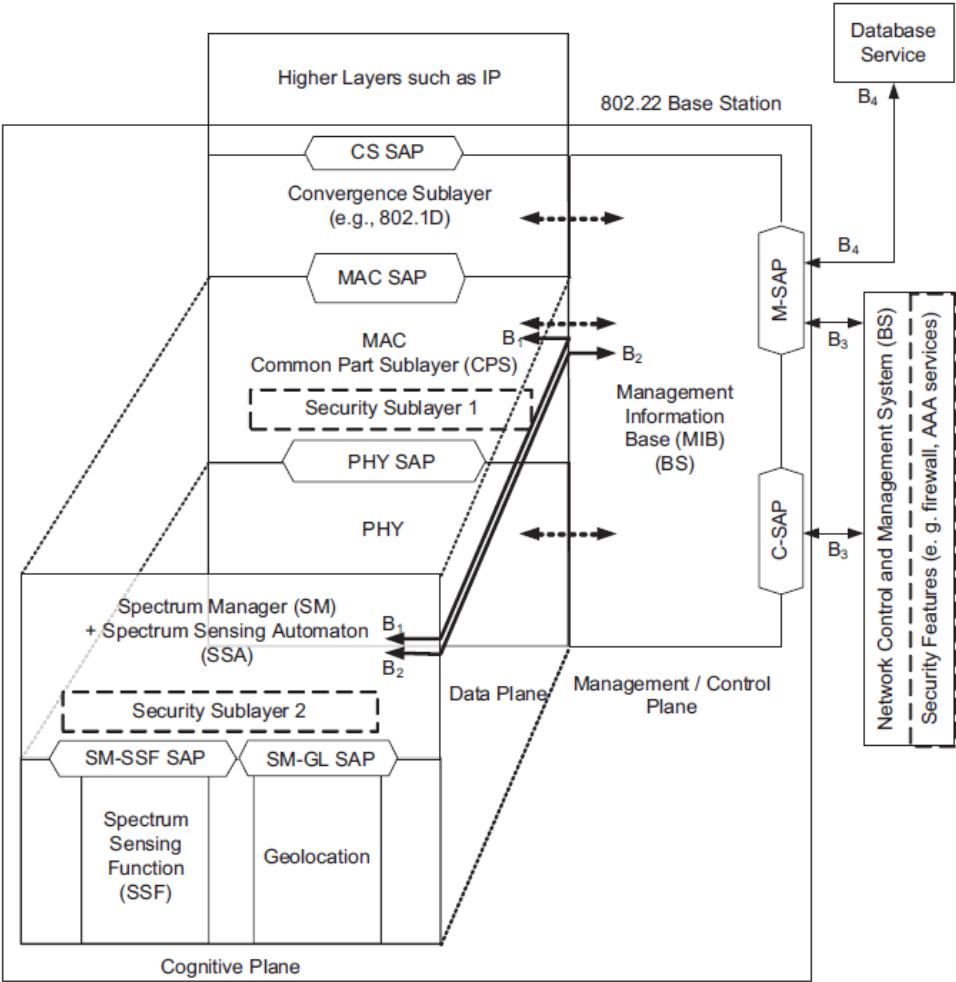 Database
Service
B4
Higher Layers such as IP
802.22 Base Station
CS SAP
Convergence Sublayer
(e.g., 802.1D)
B4
MAC SAP
M-SAP
MAC
Common Part Sublayer (CPS)
B1
B2
B3
Security Sublayer 1
Management
Information
Base (MIB)
(BS)
PHY SAP
PHY
C-SAP
B3
Network Control and Management System (BS)
Security Features (e. g. firewall, AAA services)
Spectrum Manager (SM)
+ Spectrum Sensing Automaton
(SSA)
B1
B2
Data Plane
Management / Control
Plane
Security Sublayer 2
SM-SSF SAP
SM-GL SAP
Spectrum
Sensing
Function
(SSF)
Geolocation
Cognitive Plane